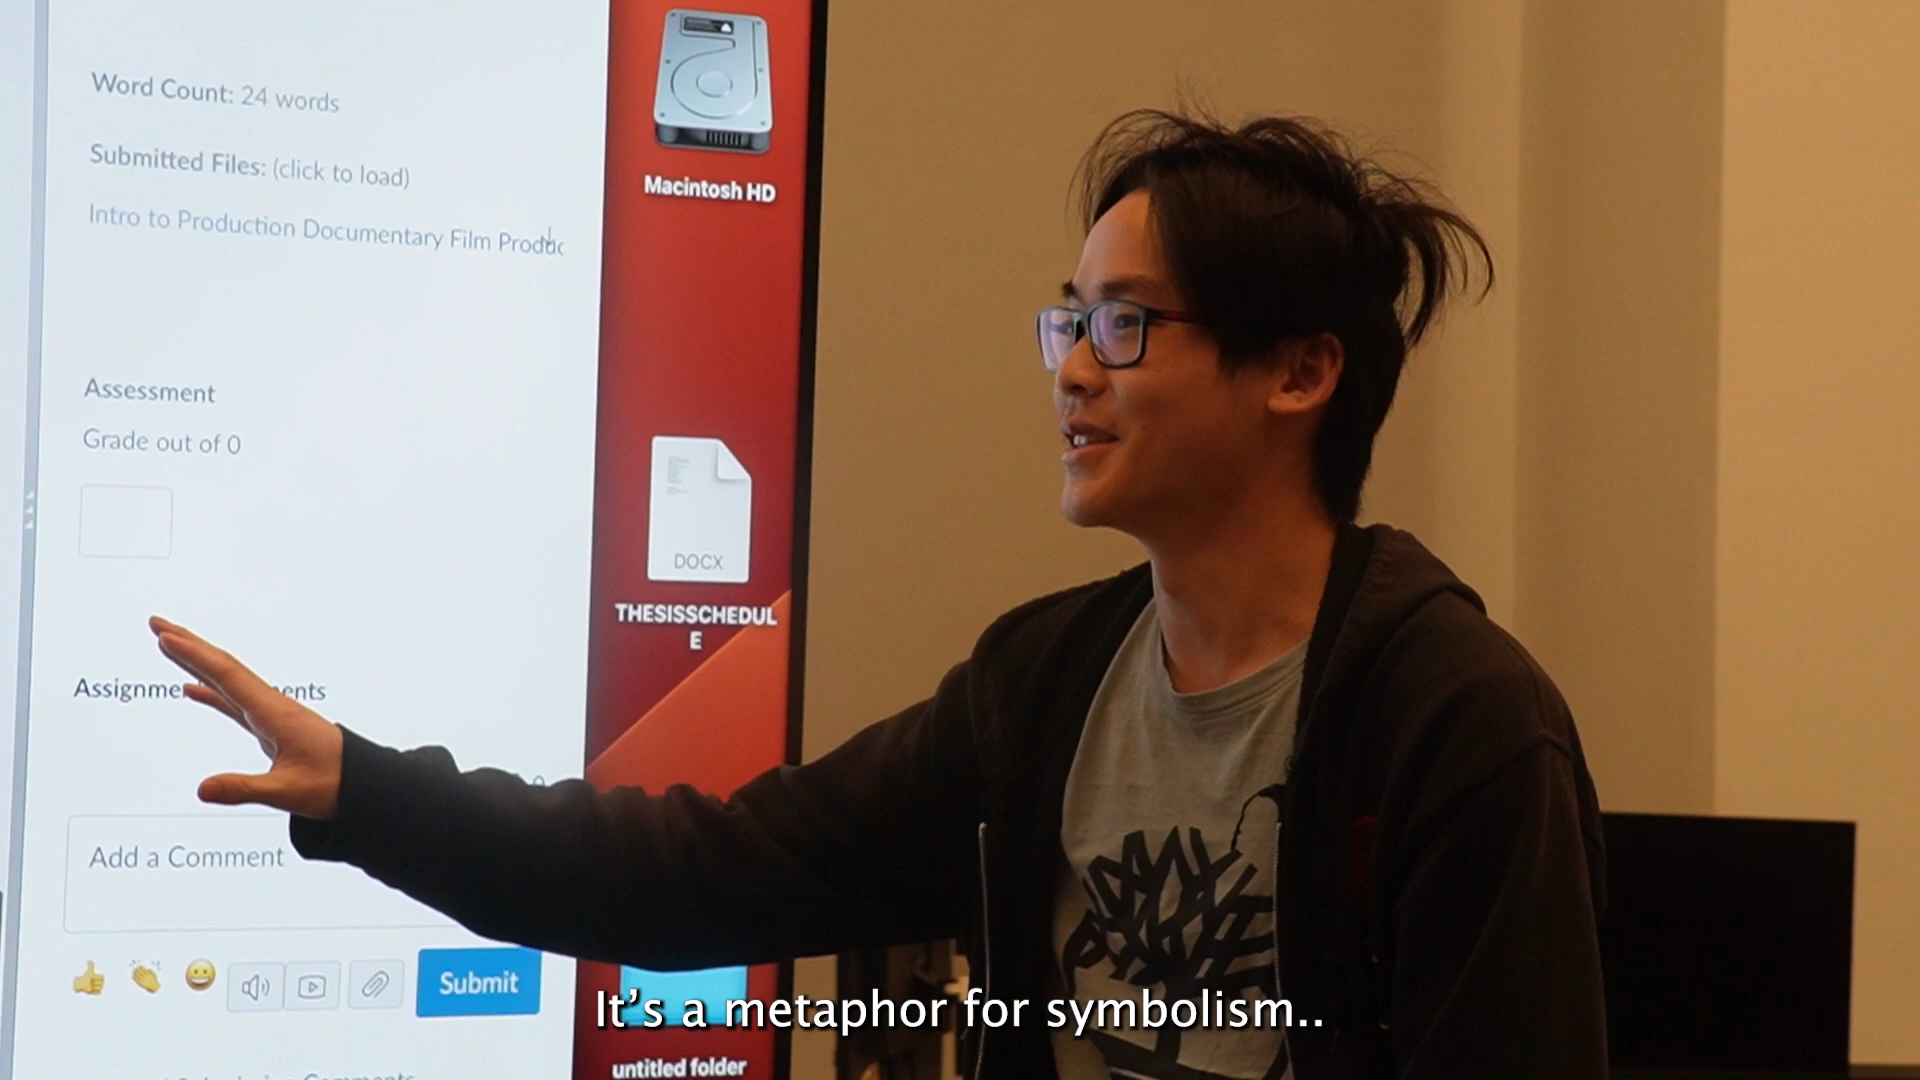 Word Count: 24 words
Submitted Files: (click to load)
Intro to Production Documentary Film Produc
Assessment
Grade out of 0
Add a Comment
Submit
Macintosh HD
DOCX
THESISSCHEDUL
E
untitled folder
It's a metaphor for symbolism..